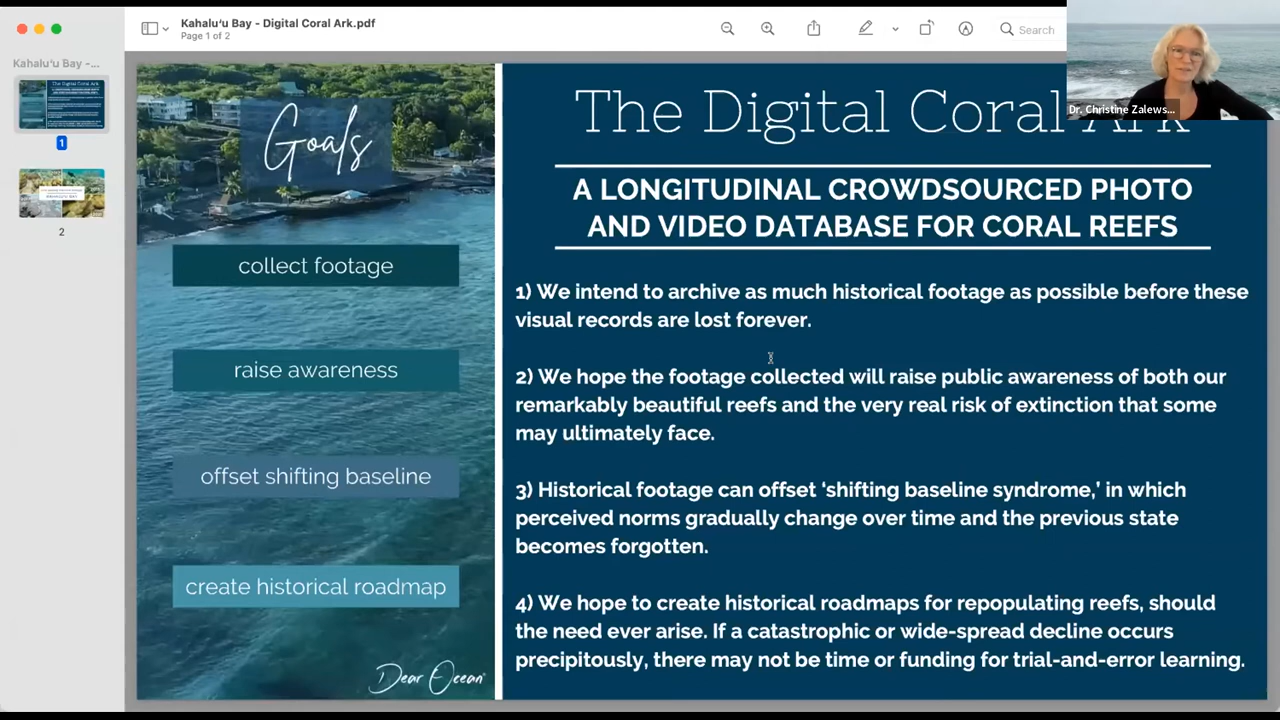 Kahalu‘u Bay - Digital Coral Ark.pdf
Page 1 of 2
Search
Kahalu‘u Bay -...
1
2
Dr. Christine Zalews...
Goals
collect footage
raise awareness
offset shifting baseline
create historical roadmap
Dear Ocean
The Digital Coral Ark
A LONGITUDINAL CROWDSOURCED PHOTO
AND VIDEO DATABASE FOR CORAL REEFS
1) We intend to archive as much historical footage as possible before these
visual records are lost forever.
2) We hope the footage collected will raise public awareness of both our
remarkably beautiful reefs and the very real risk of extinction that some
may ultimately face.
3) Historical footage can offset ‘shifting baseline syndrome,’ in which
perceived norms gradually change over time and the previous state
becomes forgotten.
4) We hope to create historical roadmaps for repopulating reefs, should
the need ever arise. If a catastrophic or wide-spread decline occurs
precipitously, there may not be time or funding for trial-and-error learning.